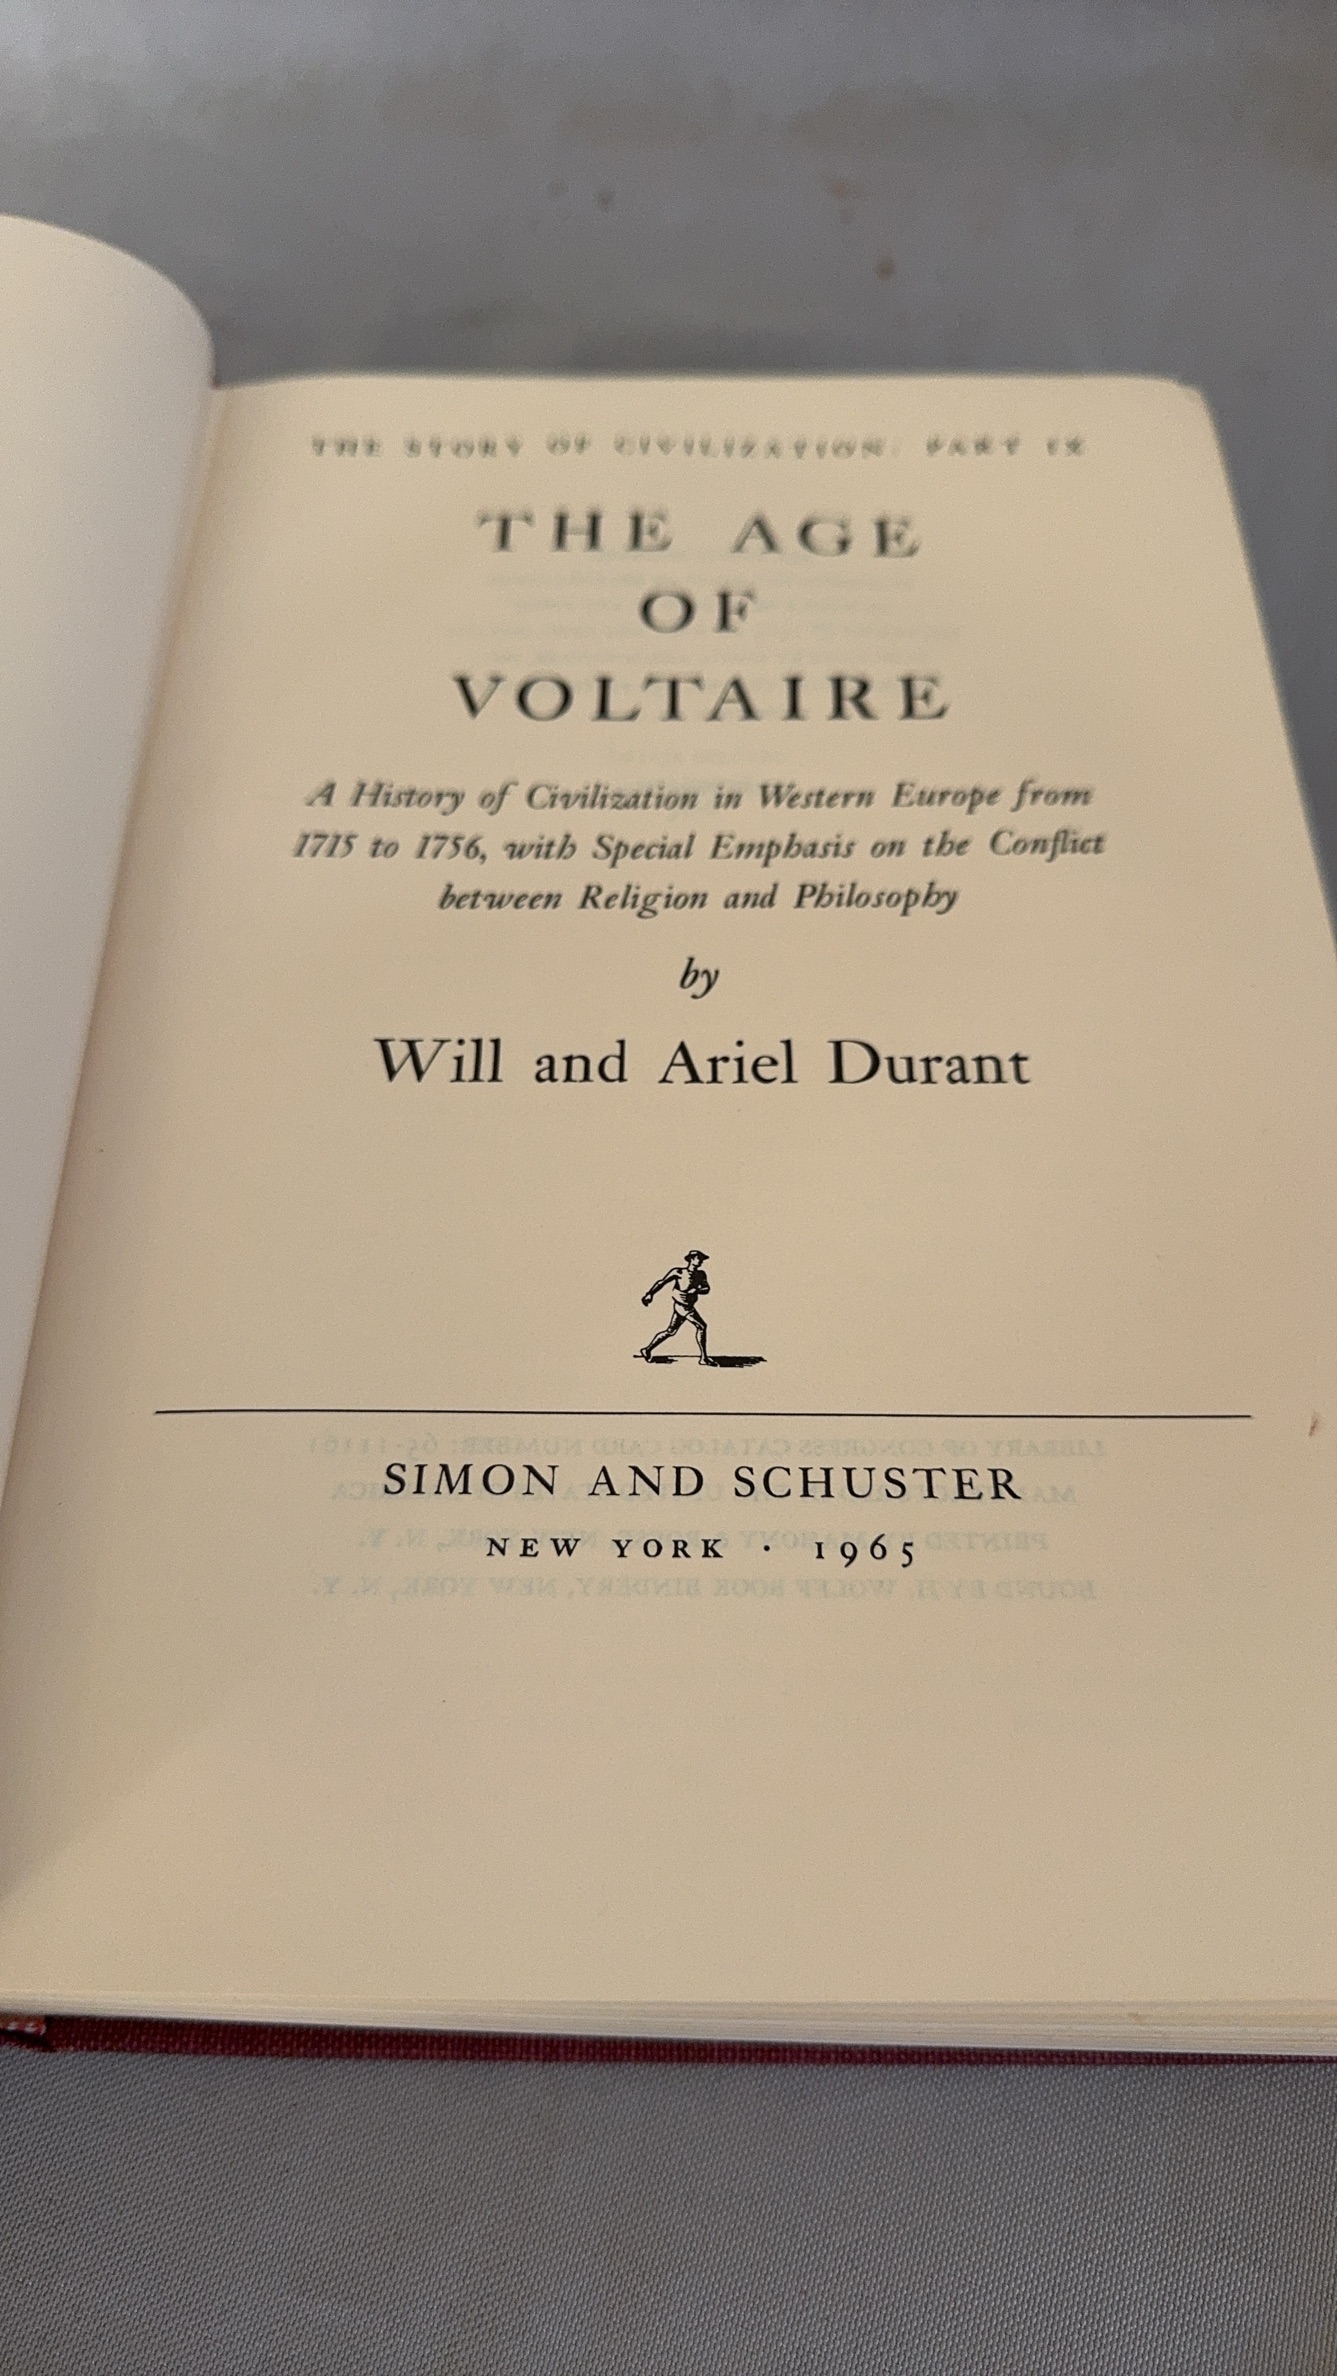 THE STORY OF CIVILIZATION: PART IX
THE AGE
OF
VOLTAIRE
A History of Civilization in Western Europe from
1715 to 1756, with Special Emphasis on the Conflict
between Religion and Philosophy
by
Will and Ariel Durant
SIMON AND SCHUSTER
NEW YORK · 1965